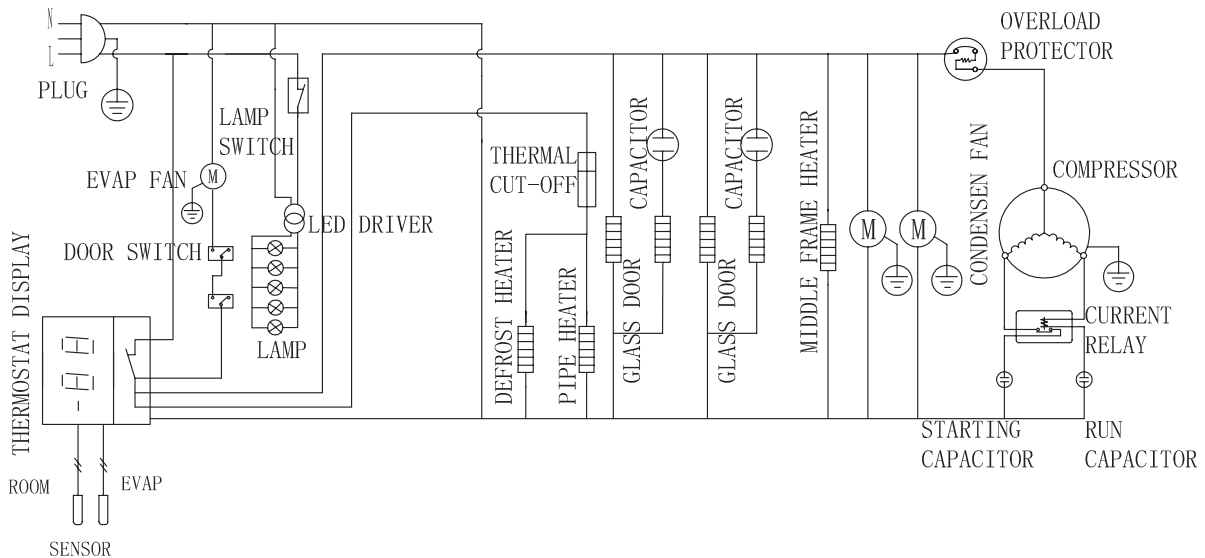 N
L
PLUG
LAMP
SWITCH
EVAP FAN
M
LED DRIVER
DOOR SWITCH
LAMP
THERMOSTAT DISPLAY
ROOM
EVAP
SENSOR
THERMAL
CUT-OFF
DEFROST HEATER
PIPE HEATER
CAPACITOR
GLASS DOOR
CAPACITOR
GLASS DOOR
MIDDLE FRAME HEATER
M
M
CONDENSEN FAN
OVERLOAD
PROTECTOR
COMPRESSOR
CURRENT
RELAY
STARTING
CAPACITOR
RUN
CAPACITOR